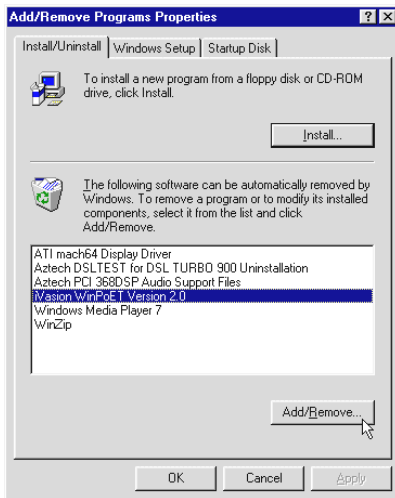 Add/Remove Programs Properties
Install/Uninstall
Windows Setup
Startup Disk
To install a new program from a floppy disk or CD-ROM
drive, click Install.
Install...
The following software can be automatically removed by
Windows. To remove a program or to modify its installed
components, select it from the list and click
Add/Remove.
ATI mach64 Display Driver
Aztech DSLTEST for DSL TURBO 900 Uninstallation
Aztech PCI 368DSP Audio Support Files
iVasion WinPoET Version 2.0
Windows Media Player 7
WinZip
Add/Remove...
OK
Cancel
Apply